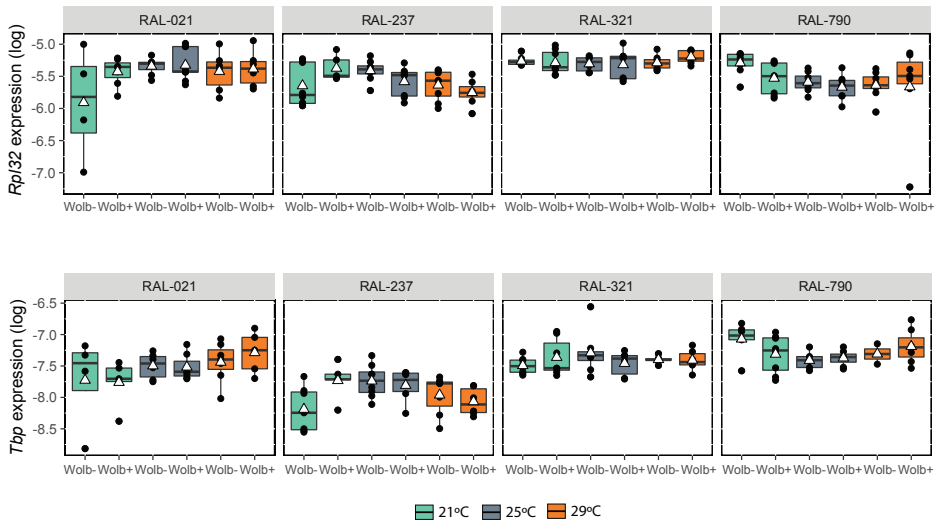 RAL-021 RAL-237 RAL-321 RAL-790
Rpl32 expression (log)
-5.0
-5.5
-6.0
-6.5
-7.0
Wolb- Wolb+ Wolb- Wolb+ Wolb- Wolb+ Wolb- Wolb+ Wolb- Wolb+ Wolb- Wolb+ Wolb- Wolb+ Wolb- Wolb+ Wolb- Wolb+ Wolb- Wolb+ Wolb- Wolb+ Wolb- Wolb+
RAL-021 RAL-237 RAL-321 RAL-790
Tbp expression (log)
-6.5
-7.0
-7.5
-8.0
-8.5
Wolb- Wolb+ Wolb- Wolb+ Wolb- Wolb+ Wolb- Wolb+ Wolb- Wolb+ Wolb- Wolb+ Wolb- Wolb+ Wolb- Wolb+ Wolb- Wolb+ Wolb- Wolb+ Wolb- Wolb+ Wolb- Wolb+
21ºC 25ºC 29ºC